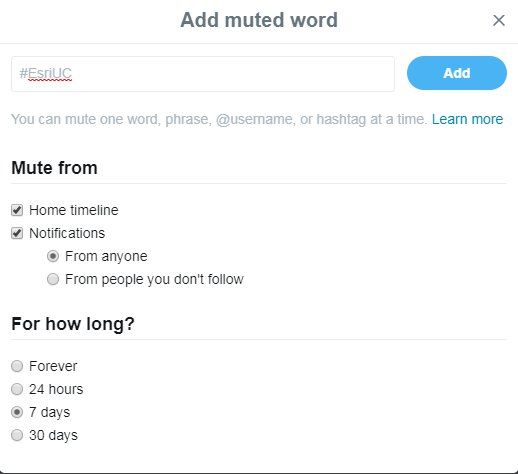 Add muted word
#EsriUC
Add
You can mute one word, phrase, @username, or hashtag at a time. Learn more
Mute from
Home timeline
Notifications
From anyone
From people you don't follow
For how long?
Forever
24 hours
7 days
30 days